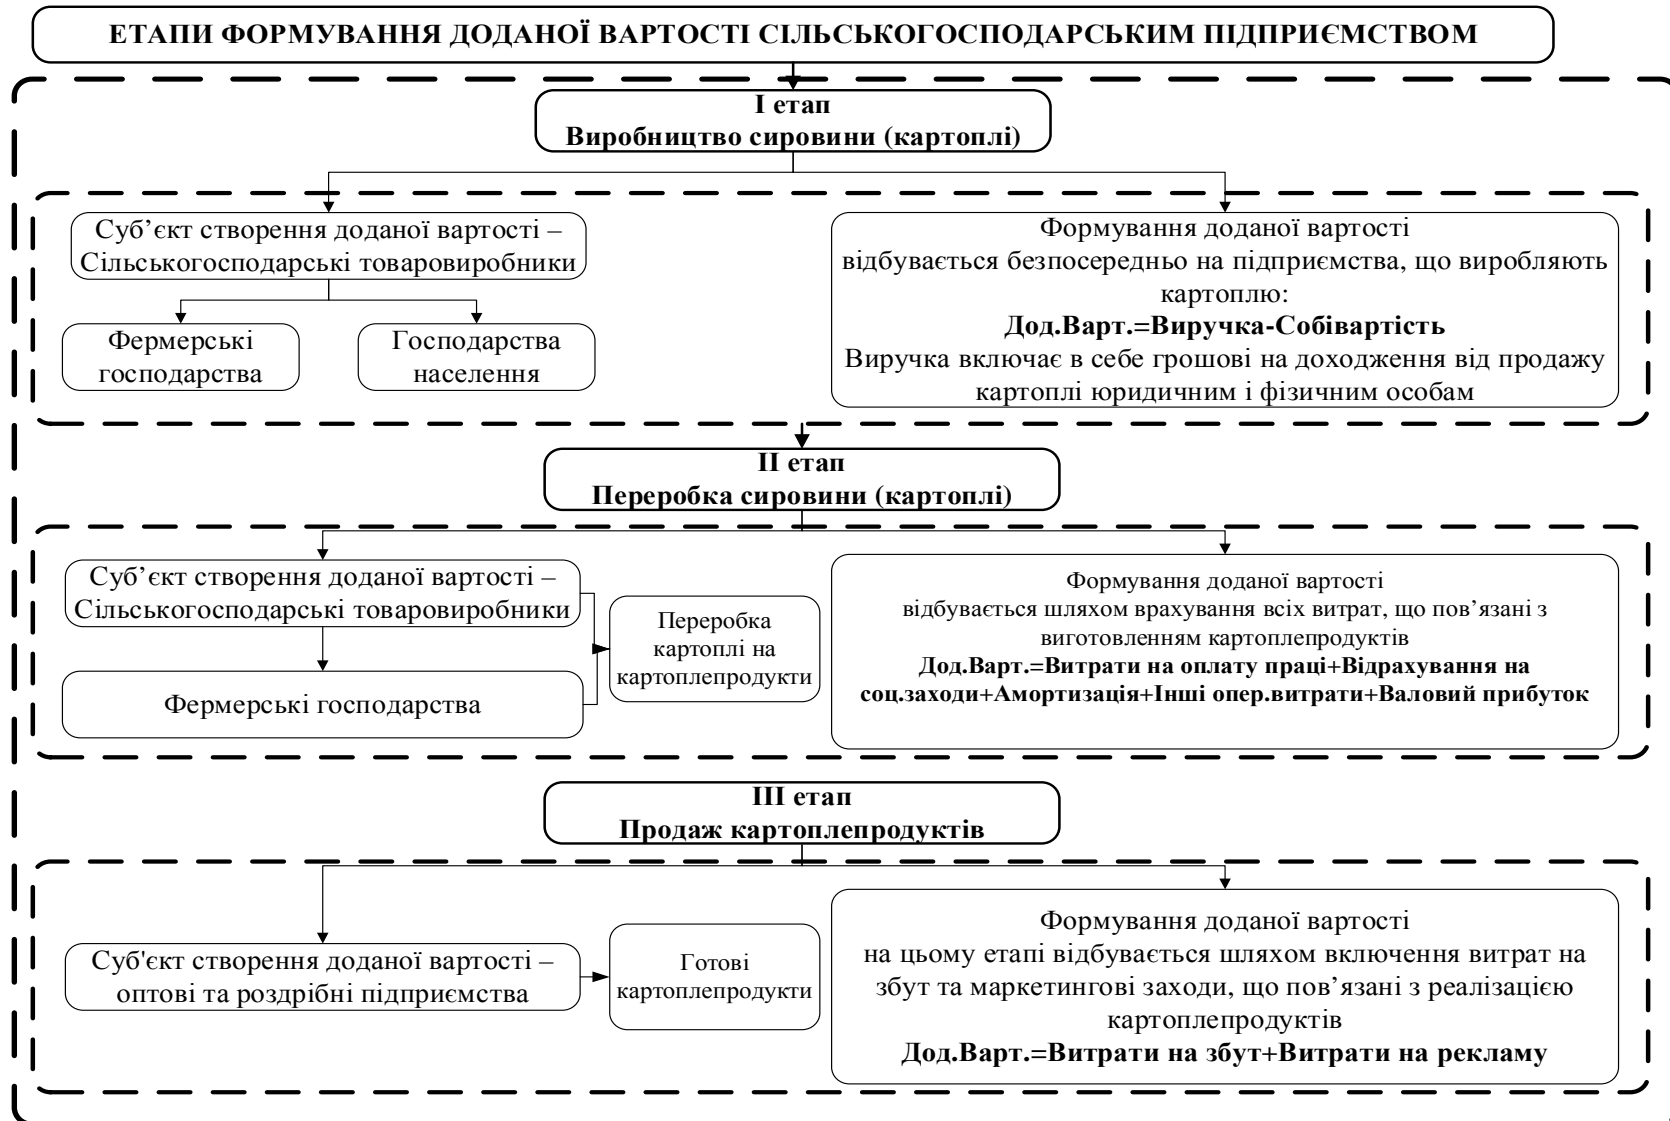 ЕТАПИ ФОРМУВАННЯ ДОДАНОЇ ВАРТОСТІ СІЛЬСЬКОГОСПОДАРСЬКИМ ПІДПРИЄМСТВОМ
І етап
Виробництво сировини (картоплі)
Суб’єкт створення доданої вартості –
Сільськогосподарські товаровиробники
Фермерські
господарства
Господарства
населення
Формування доданої вартості
відбувається безпосередньо на підприємства, що виробляють
картоплю:
Дод.Варт.=Виручка-Собівартість
Виручка включає в себе грошові на доходження від продажу
картоплі юридичним і фізичним особам
ІІ етап
Переробка сировини (картоплі)
Суб’єкт створення доданої вартості –
Сільськогосподарські товаровиробники
Фермерські господарства
Переробка
картоплі на
картоплепродукти
Формування доданої вартості
відбувається шляхом врахування всіх витрат, що пов’язані з
виготовленням картоплепродуктів
Дод.Варт.=Витрати на оплату праці+Відрахування на
соц.заходи+Амортизація+Інші опер.витрати+Валовий прибуток
ІІІ етап
Продаж картоплепродуктів
Суб'єкт створення доданої вартості –
оптові та роздрібні підприємства
Готові
картоплепродукти
Формування доданої вартості
на цьому етапі відбувається шляхом включення витрат на
збут та маркетингові заходи, що пов’язані з реалізацією
картоплепродуктів
Дод.Варт.=Витрати на збут+Витрати на рекламу